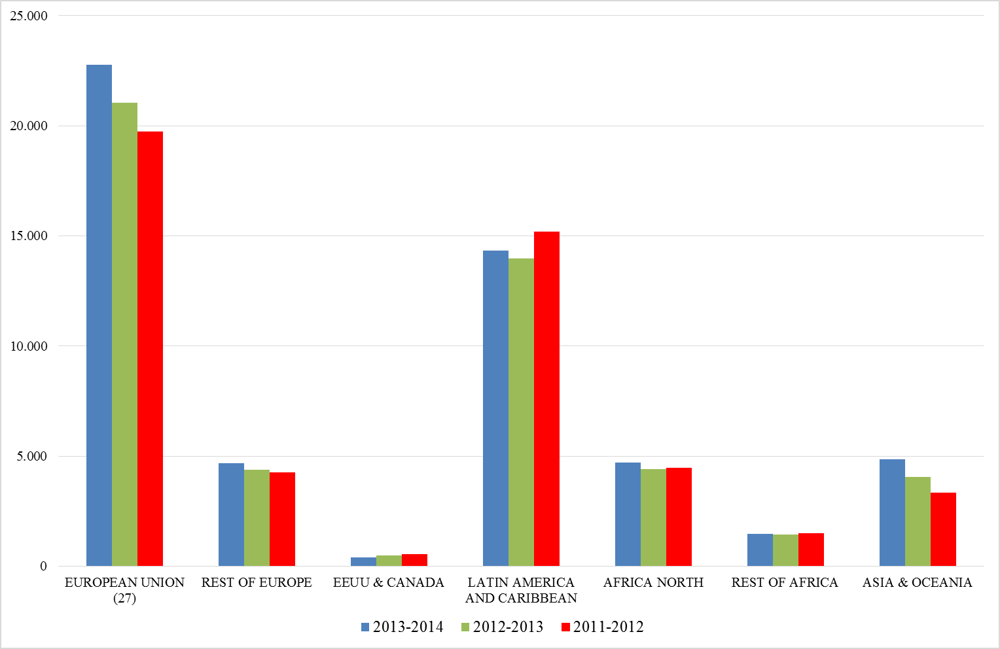 25.000
20.000
15.000
10.000
5.000
0
EUROPEAN UNION (27)
REST OF EUROPE
EEUU & CANADA
LATIN AMERICA AND CARIBBEAN
AFRICA NORTH
REST OF AFRICA
ASIA & OCEANIA
2013-2014
2012-2013
2011-2012